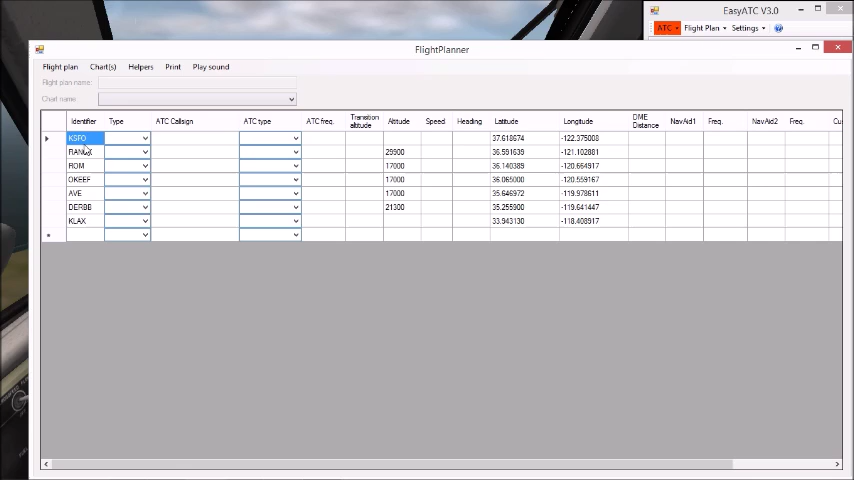 EasyATC V3.0
ATC Flight Plan Settings
FlightPlanner
Flight plan Chart(s) Helpers Print Play sound
Flight plan name:
Chart name:
Identifier Type ATC Callsign ATC type ATC freq. Transition altitude Altitude Speed Heading Latitude Longitude DME Distance NavAid1 Freq. NavAid2 Freq. Cu
KSFO 37.618674 -122.375008
29900 36.591639 -121.102881
ROM 17000 36.140389 -120.664917
OKEEF 17000 36.065000 -120.559167
AVE 17000 35.646972 -119.978611
DERBB 21300 35.255900 -119.641447
KLAX 33.943130 -118.408917